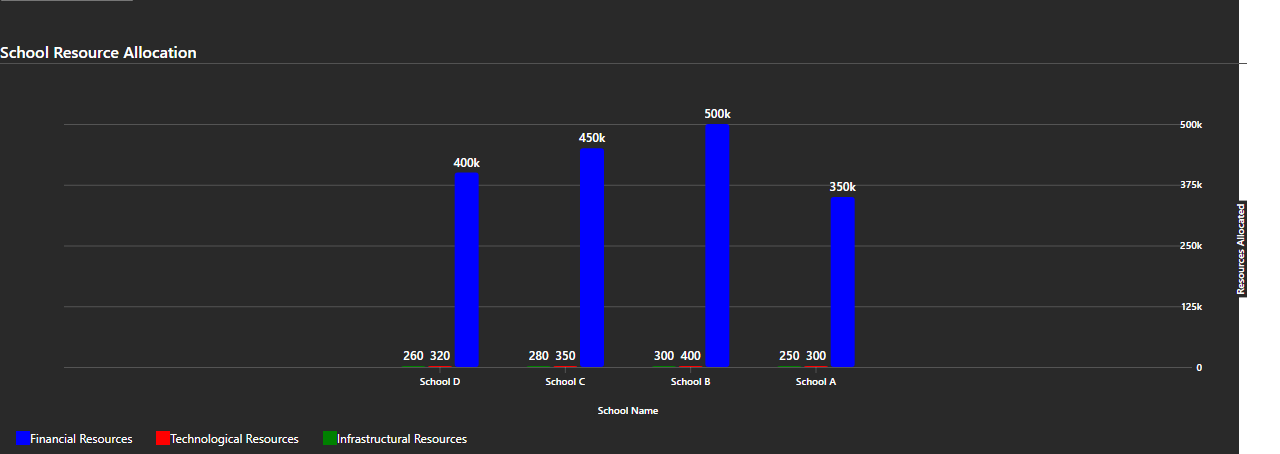 School Resource Allocation
500k
450k
400k
350k
500k
375k
250k
125k
0
Resources Allocated
260 320 280 350 300 400 250 300
School D School C School B School A
School Name
Financial Resources Technological Resources Infrastructural Resources